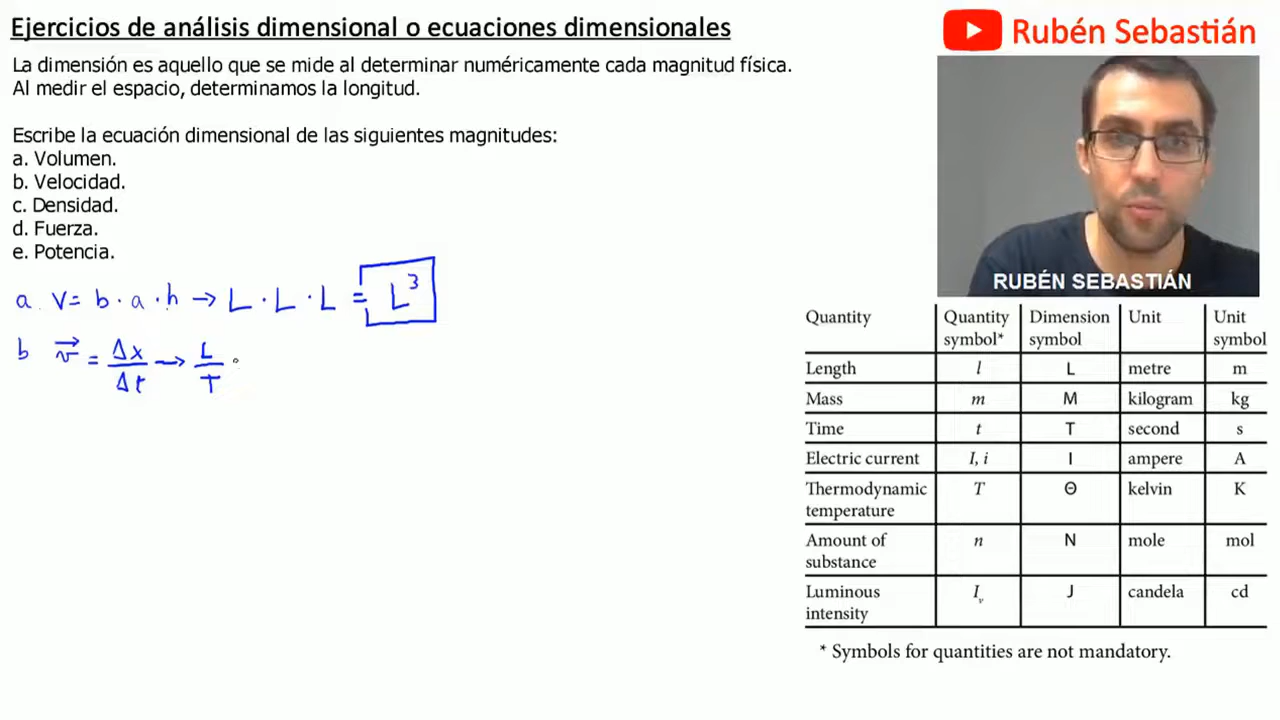 Ejercicios de análisis dimensional o ecuaciones dimensionales
La dimensión es aquello que se mide al determinar numéricamente cada magnitud física.
Al medir el espacio, determinamos la longitud.
Escribe la ecuación dimensional de las siguientes magnitudes:
a. Volumen.
b. Velocidad.
c. Densidad.
d. Fuerza.
e. Potencia.
a. V= b · a · h → L · L · L = L³
b v⃗ = Δx/Δt → L/T
Rubén Sebastián
RUBÉN SEBASTIÁN
Quantity | Quantity symbol* | Dimension symbol | Unit | Unit symbol
Length | l | L | metre | m
Mass | m | M | kilogram | kg
Time | t | T | second | s
Electric current | I, i | I | ampere | A
Thermodynamic temperature | T | Θ | kelvin | K
Amount of substance | n | N | mole | mol
Luminous intensity | Iᵥ | J | candela | cd
* Symbols for quantities are not mandatory.